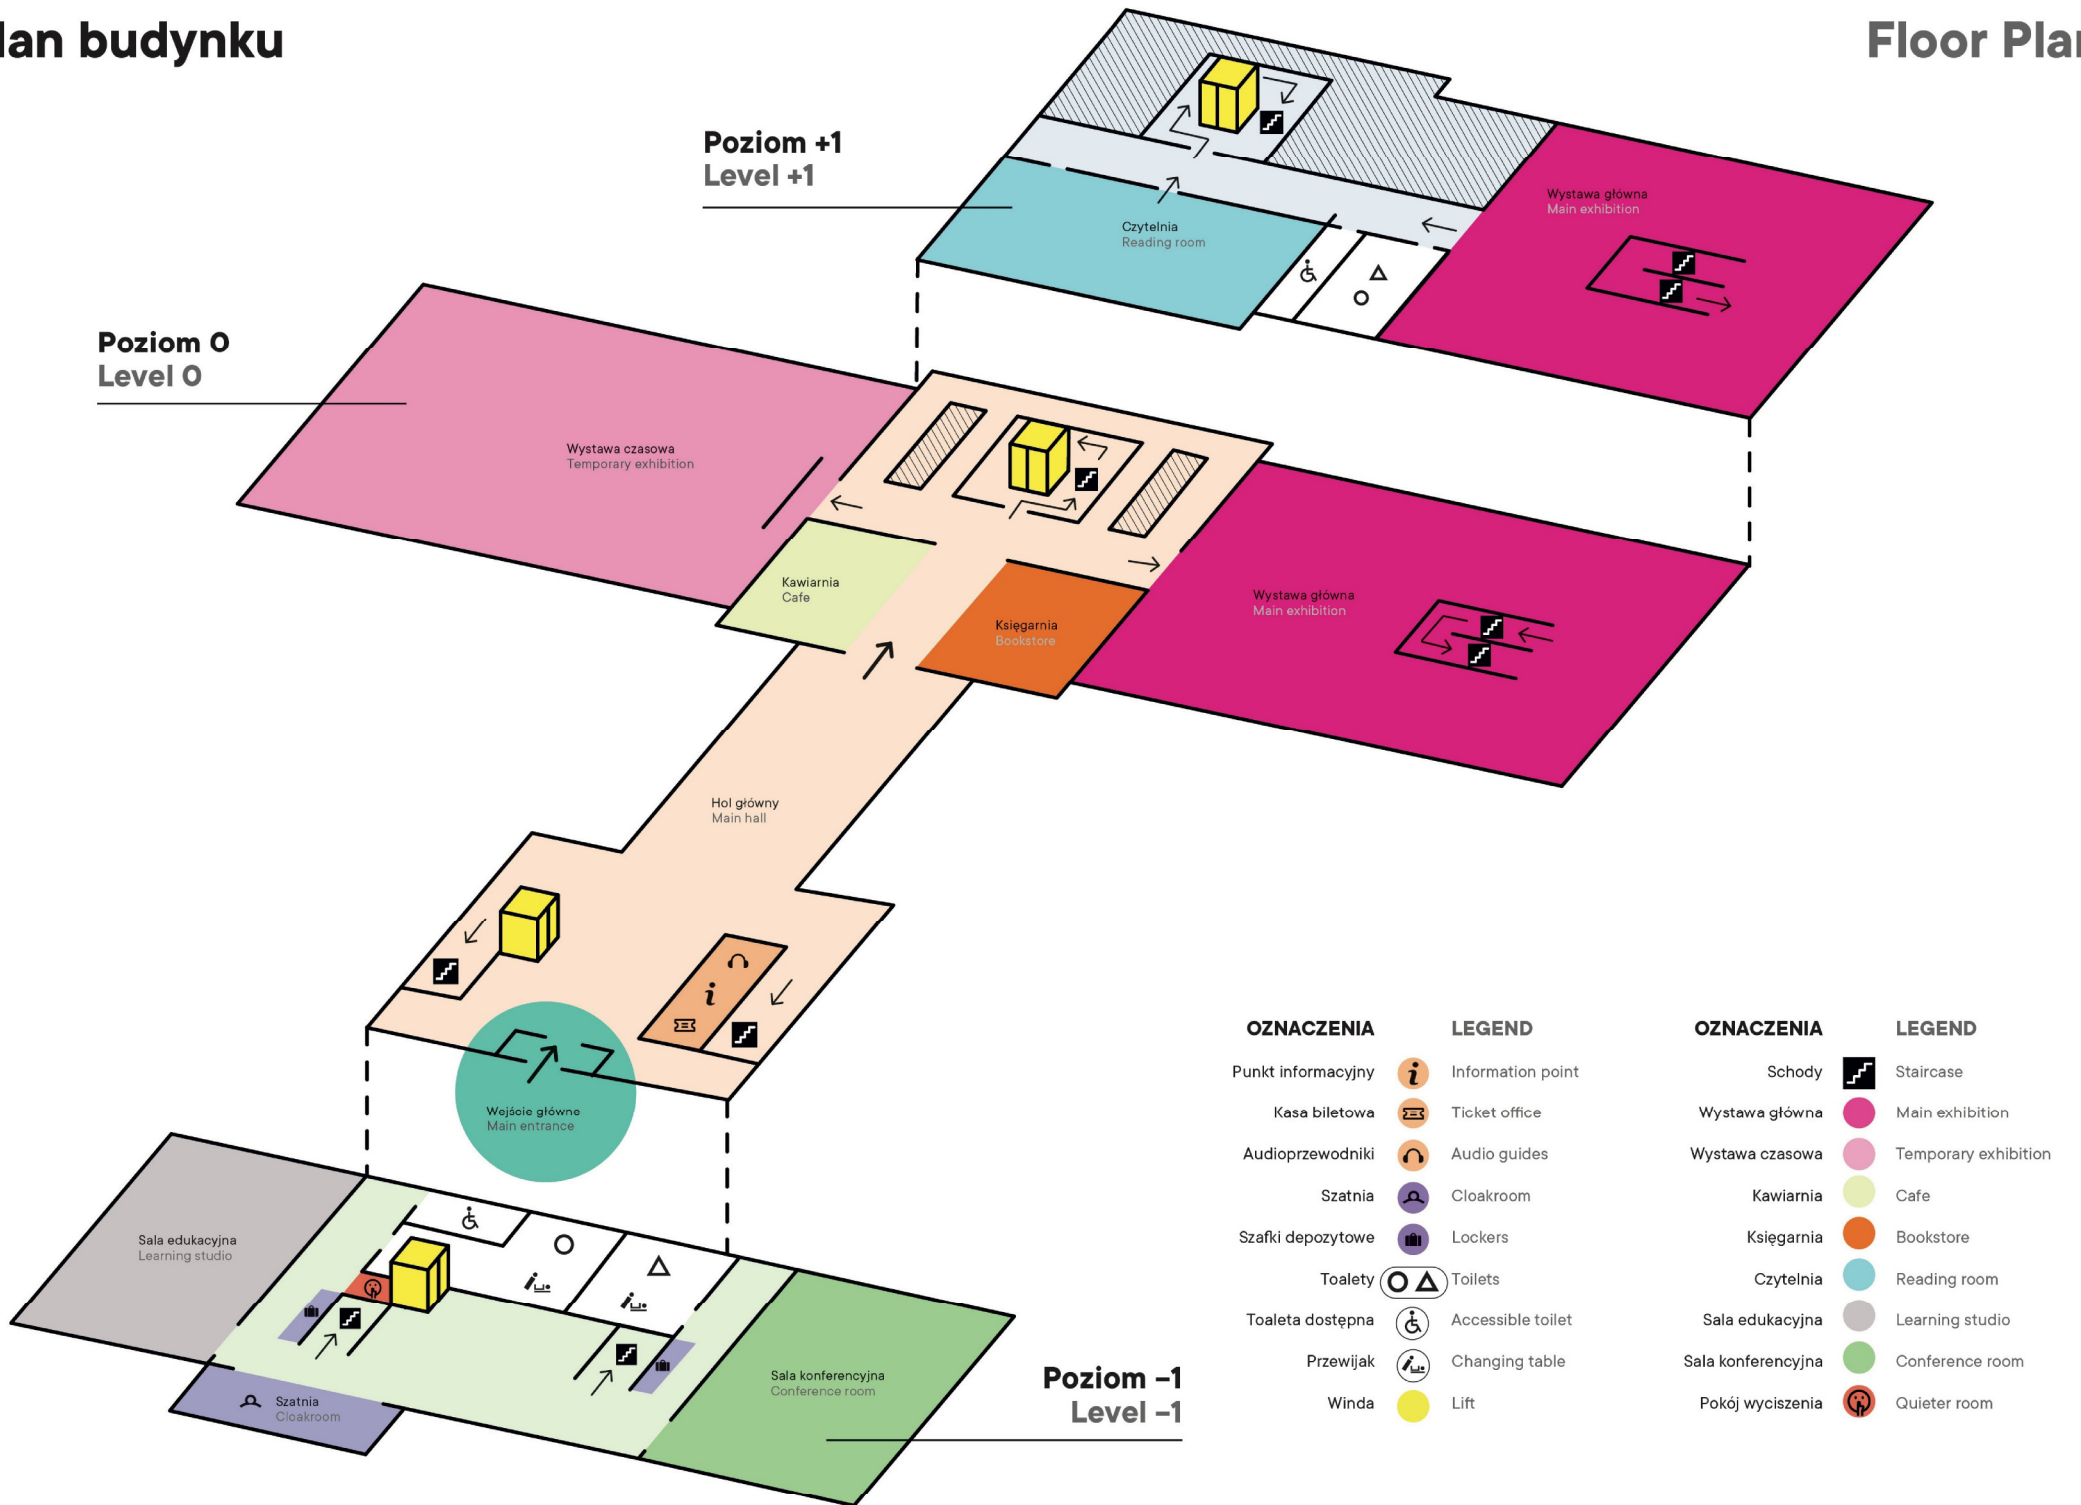 lan budynku
Floor Plan
Poziom +1
Level +1
Wystawa główna
Main exhibition
Czytelnia
Reading room
Poziom 0
Level 0
Wystawa czasowa
Temporary exhibition
Kawiarnia
Cafe
Księgarnia
Bookstore
Wystawa główna
Main exhibition
Hol główny
Main hall
i
Wejście główne
Main entrance
Sala edukacyjna
Learning studio
Szatnia
Cloakroom
Sala konferencyjna
Conference room
Poziom –1
Level –1
OZNACZENIA LEGEND
Punkt informacyjny i Information point
Kasa biletowa Ticket office
Audioprzewodniki Audio guides
Szatnia Cloakroom
Szafki depozytowe Lockers
Toalety Toilets
Toaleta dostępna Accessible toilet
Przewijak Changing table
Winda Lift
OZNACZENIA LEGEND
Schody Staircase
Wystawa główna Main exhibition
Wystawa czasowa Temporary exhibition
Kawiarnia Cafe
Księgarnia Bookstore
Czytelnia Reading room
Sala edukacyjna Learning studio
Sala konferencyjna Conference room
Pokój wyciszenia Quieter room